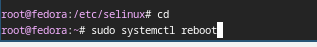 root@fedora:/etc/selinux# cd
root@fedora:~# sudo systemctl reboot